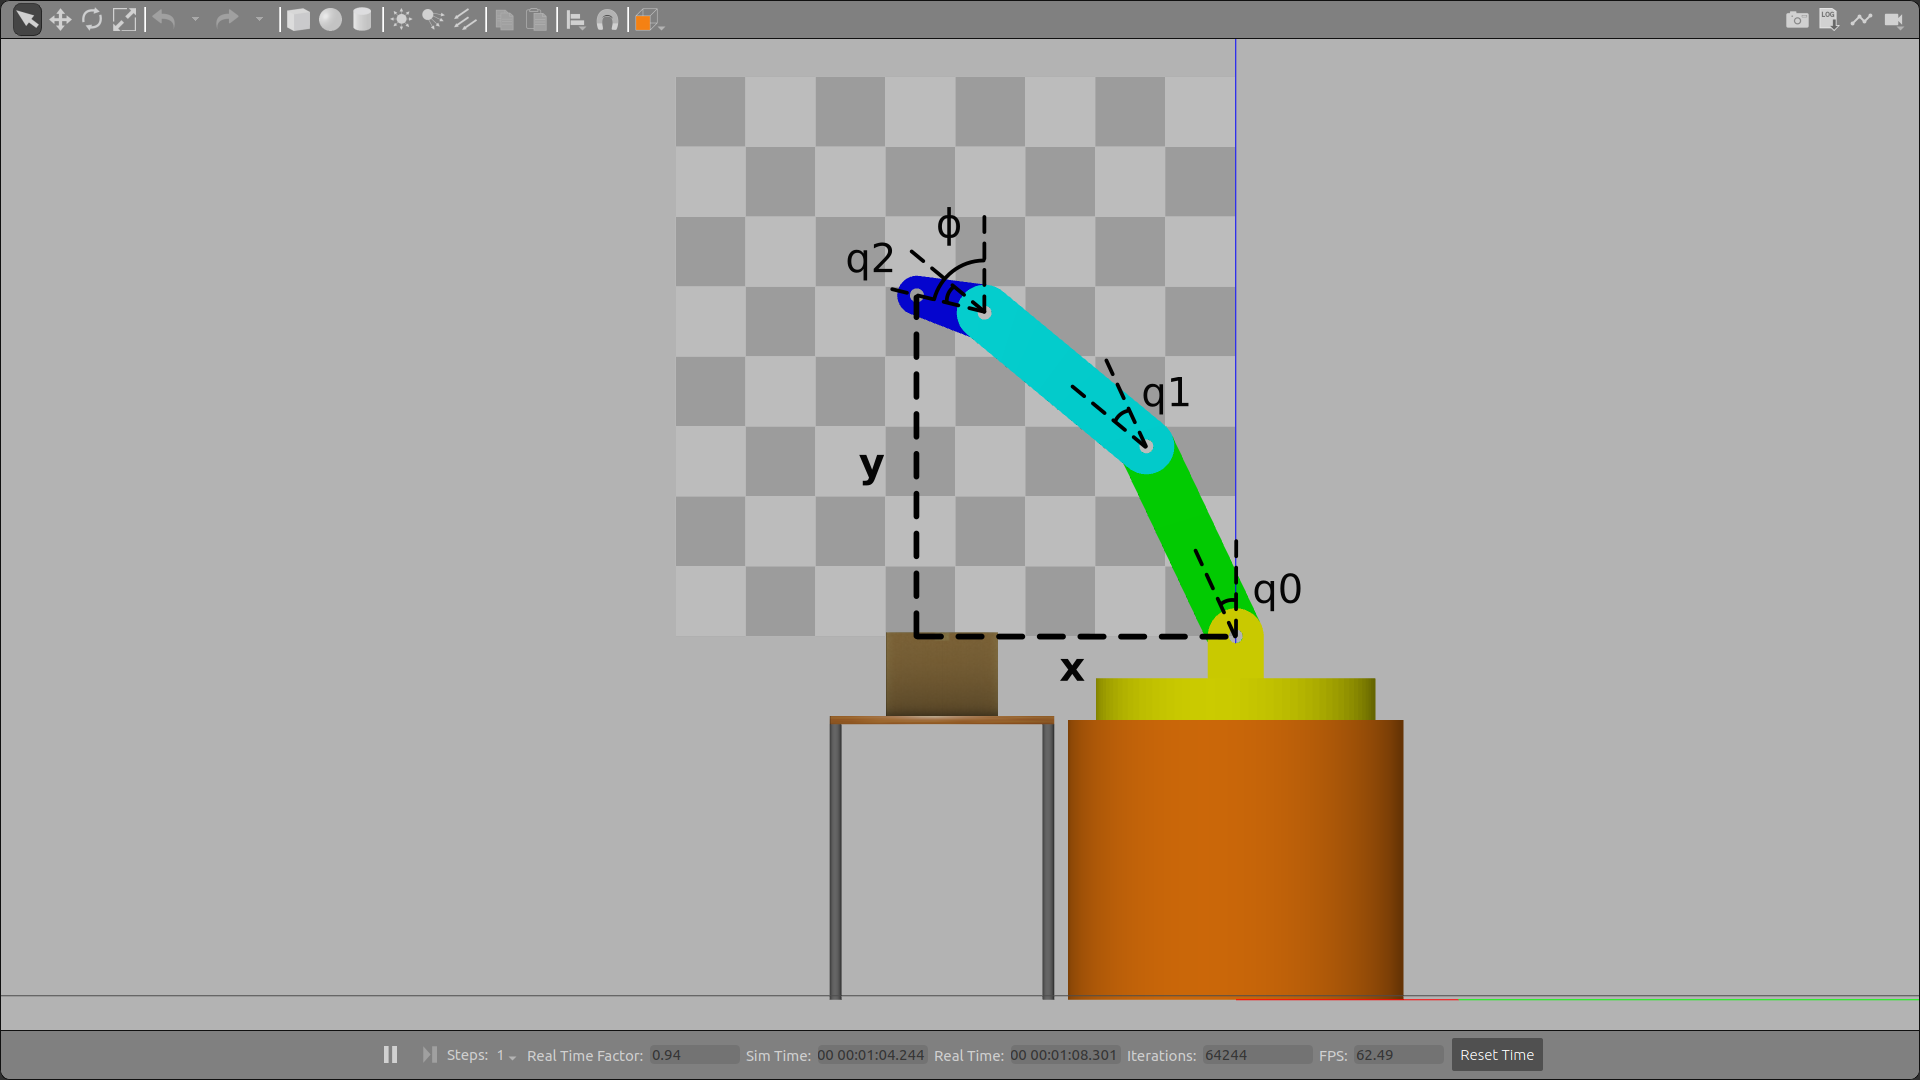 LOG
ϕ
q2
q1
y
q0
x
Steps: 1 Real Time Factor: 0.94 Sim Time: 00 00:01:04.244 Real Time: 00 00:01:08.301 Iterations: 64244 FPS: 62.49 Reset Time